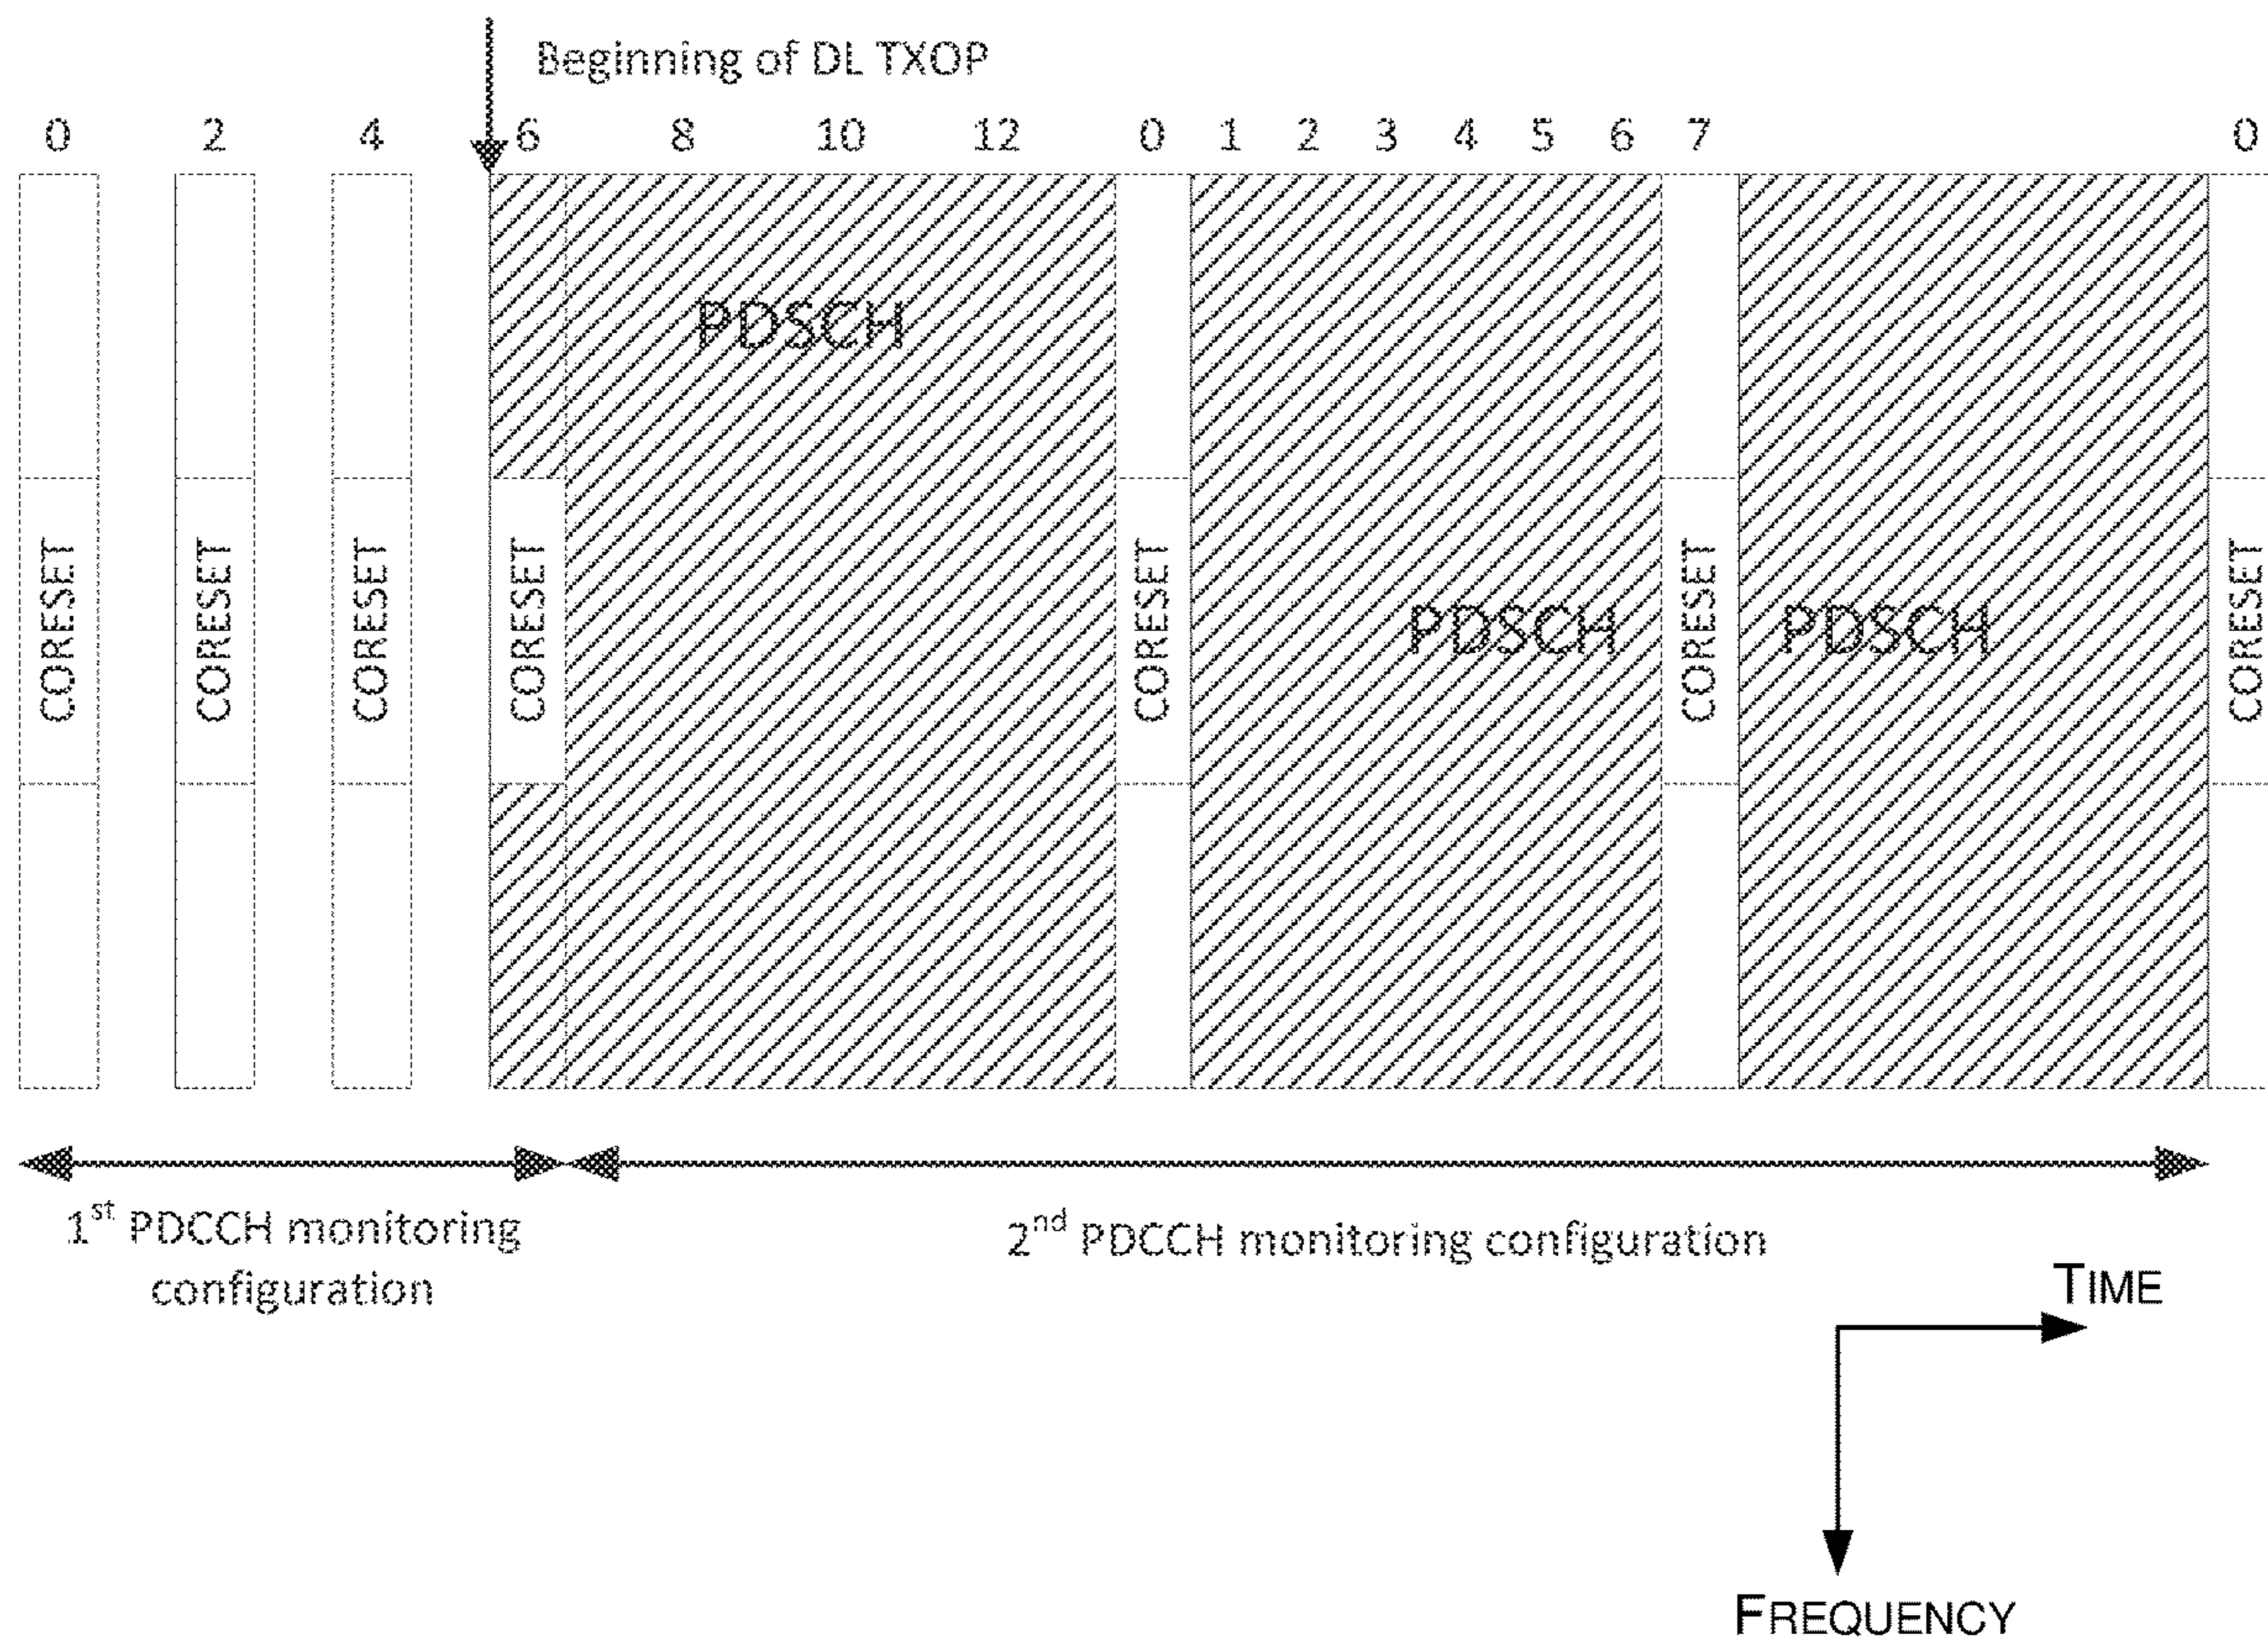 Beginning of DL TXOP
0 2 4 6 8 10 12 0 1 2 3 4 5 6 7 0
PDSCH
CORESET CORESET CORESET CORESET CORESET PDSCH CORESET PDSCH CORESET
1st PDCCH monitoring
configuration
2nd PDCCH monitoring configuration
TIME
FREQUENCY